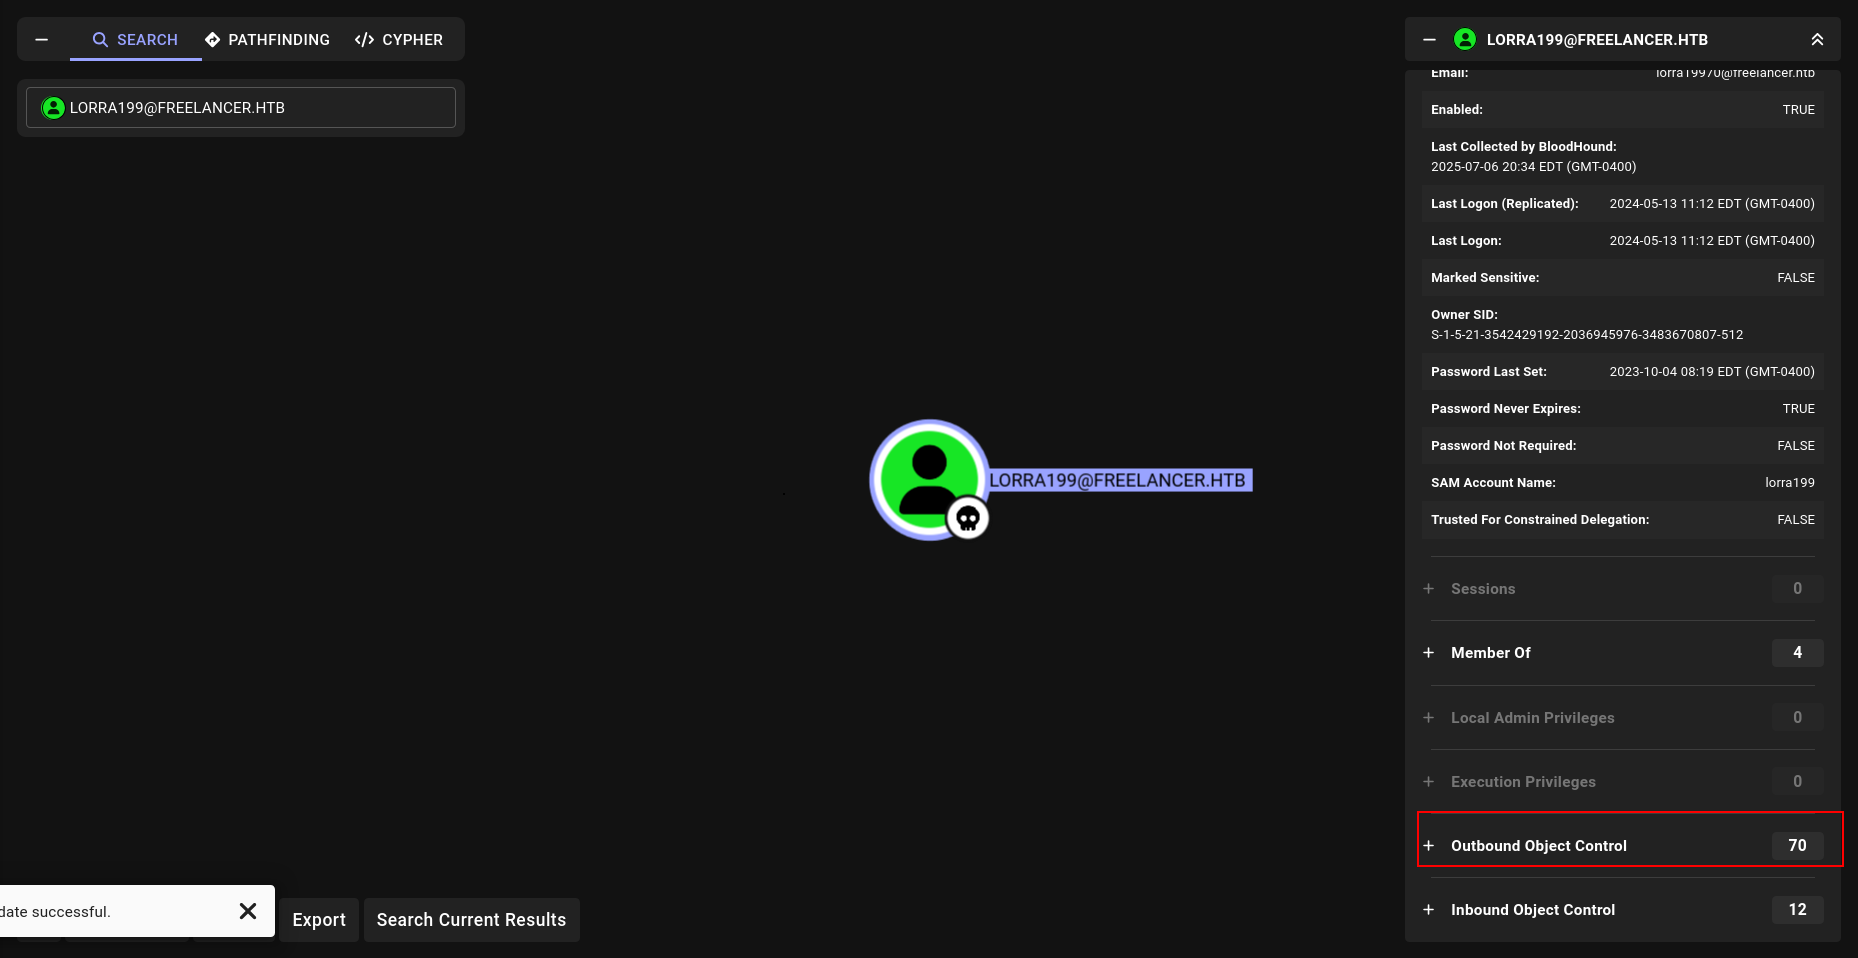 SEARCH PATHFINDING CYPHER
LORRA199@FREELANCER.HTB
LORRA199@FREELANCER.HTB
LORRA199@FREELANCER.HTB
Email: lorra19970@freelancer.htb
Enabled: TRUE
Last Collected by BloodHound:
2025-07-06 20:34 EDT (GMT-0400)
Last Logon (Replicated): 2024-05-13 11:12 EDT (GMT-0400)
Last Logon: 2024-05-13 11:12 EDT (GMT-0400)
Marked Sensitive: FALSE
Owner SID:
S-1-5-21-3542429192-2036945976-3483670807-512
Password Last Set: 2023-10-04 08:19 EDT (GMT-0400)
Password Never Expires: TRUE
Password Not Required: FALSE
SAM Account Name: lorra199
Trusted For Constrained Delegation: FALSE
Sessions 0
Member Of 4
Local Admin Privileges 0
Execution Privileges 0
Outbound Object Control 70
Inbound Object Control 12
date successful.
Export
Search Current Results